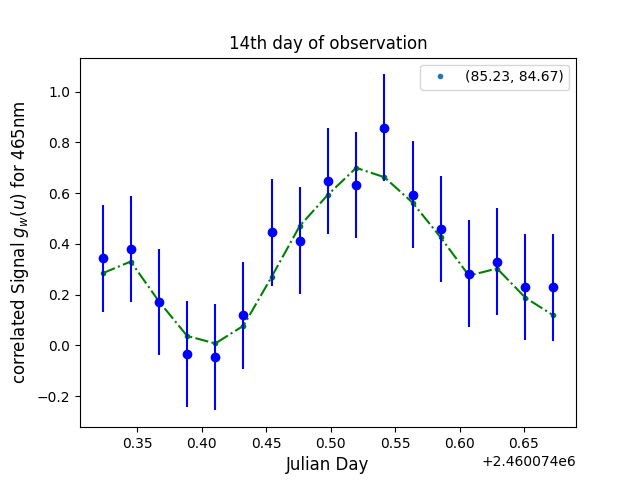 14th day of observation
(85.23, 84.67)
correlated Signal g_w(u) for 465nm
1.0
0.8
0.6
0.4
0.2
0.0
−0.2
0.35 0.40 0.45 0.50 0.55 0.60 0.65
+2.460074e6
Julian Day